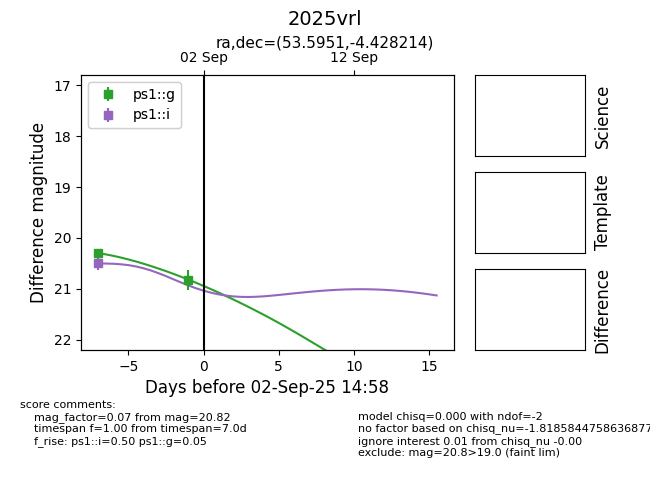 2025vrl
ra,dec=(53.5951,-4.428214)
02 Sep
12 Sep
ps1::g
ps1::i
17
18
19
20
21
22
Difference magnitude
−5
0
5
10
15
Days before 02-Sep-25 14:58
Science
Template
Difference
score comments:
mag_factor=0.07 from mag=20.82
timespan f=1.00 from timespan=7.0d
f_rise: ps1::i=0.50 ps1::g=0.05
model chisq=0.000 with ndof=-2
no factor based on chisq_nu=-1.8185844758636877
ignore interest 0.01 from chisq_nu -0.00
exclude: mag=20.8>19.0 (faint lim)